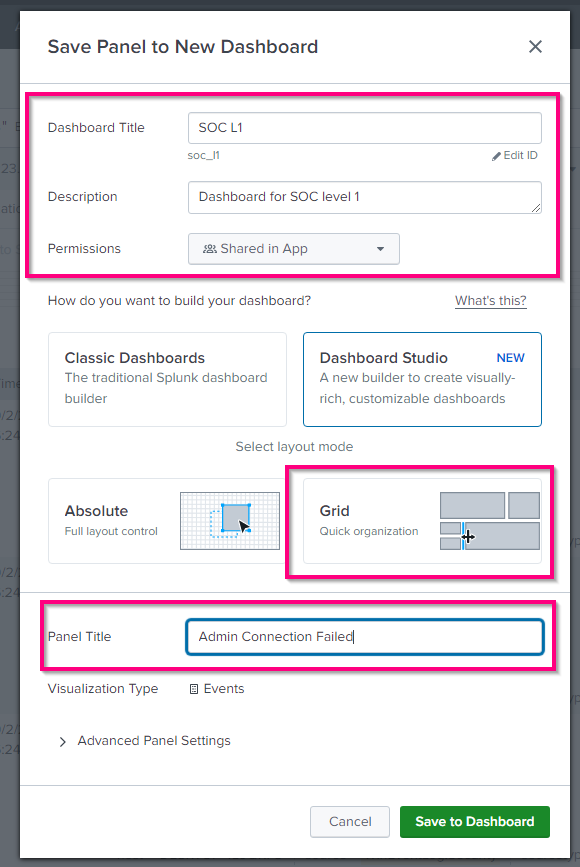 Save Panel to New Dashboard
Dashboard Title
SOC L1
soc_l1
Edit ID
Description
Dashboard for SOC level 1
Permissions
Shared in App
How do you want to build your dashboard?
What's this?
Classic Dashboards
The traditional Splunk dashboard
builder
Dashboard Studio
NEW
A new builder to create visually-
rich, customizable dashboards
Select layout mode
Absolute
Full layout control
Grid
Quick organization
Panel Title
Admin Connection Failed
Visualization Type
Events
Advanced Panel Settings
Cancel
Save to Dashboard